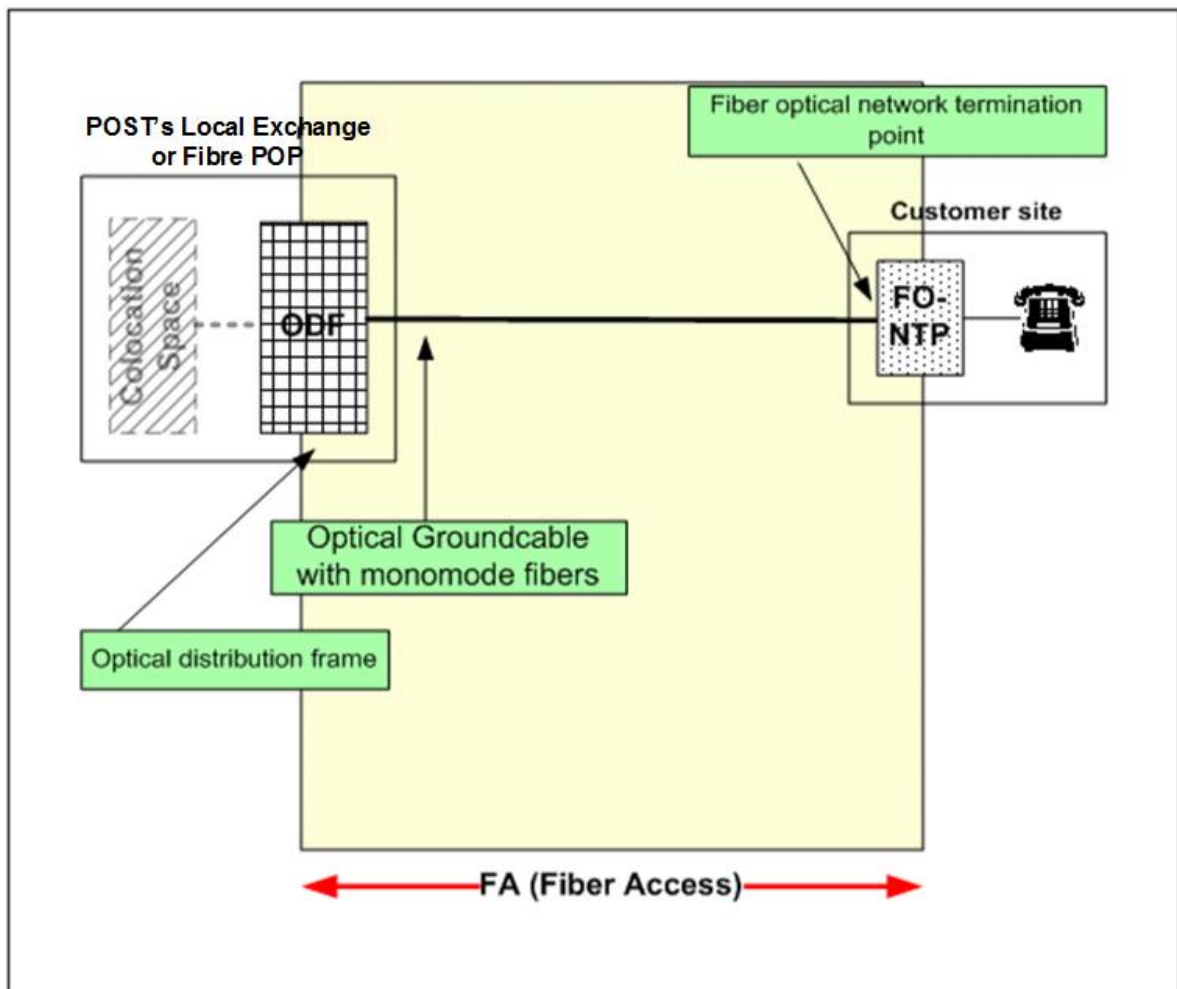 Fiber optical network termination
point
POST's Local Exchange
or Fibre POP
Customer site
Colocation
Space
ODF
FO-
NTP
Optical Groundcable
with monomode fibers
Optical distribution frame
FA (Fiber Access)